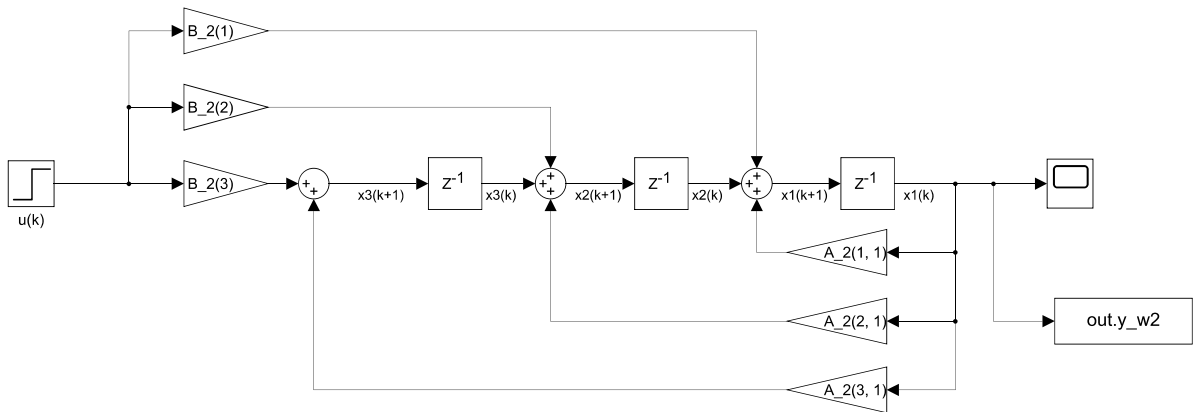 B_2(1)
B_2(2)
B_2(3)
u(k)
+
+
x3(k+1)
z-1
x3(k)
+
+
+
x2(k+1)
z-1
x2(k)
+
+
+
x1(k+1)
z-1
x1(k)
A_2(1, 1)
A_2(2, 1)
out.y_w2
A_2(3, 1)